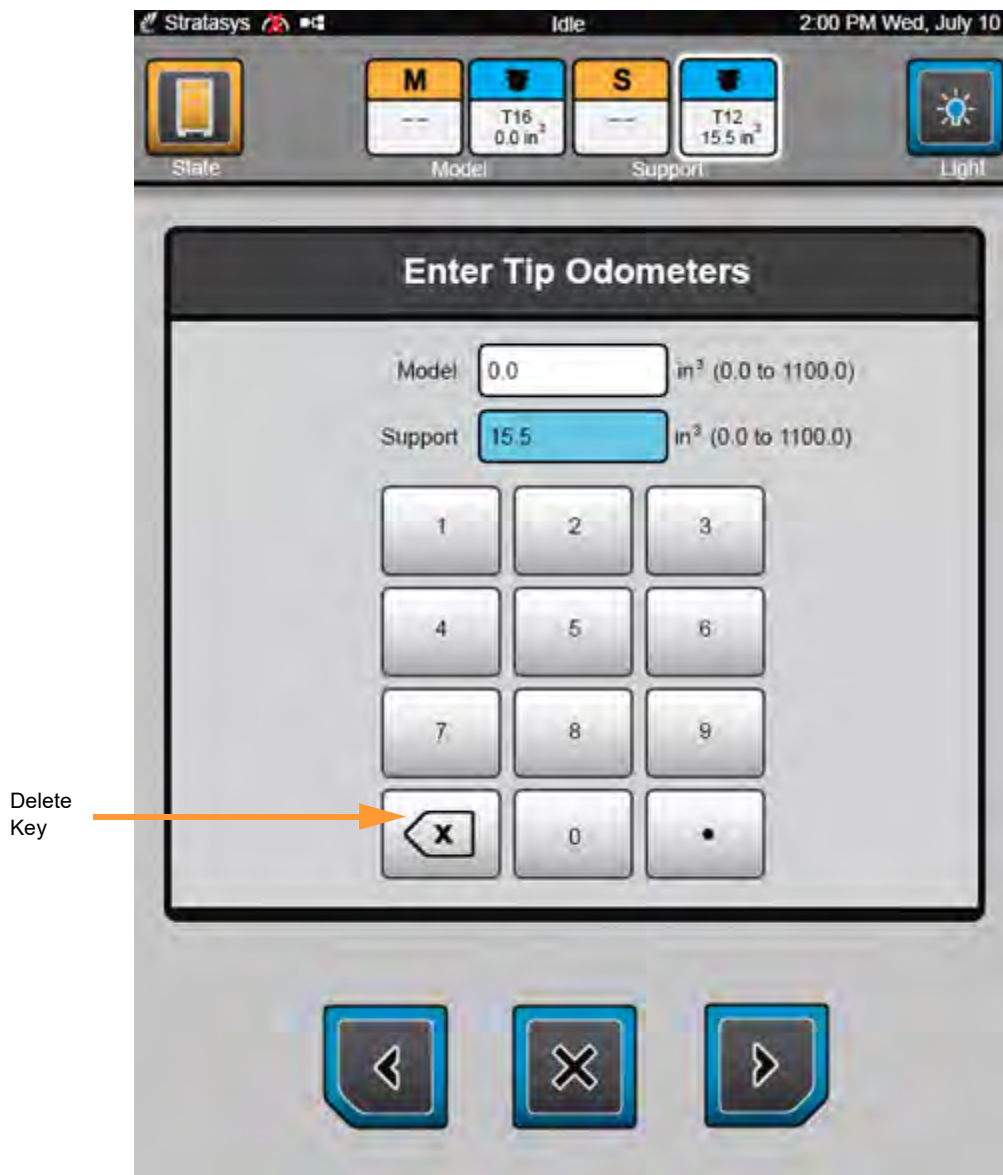 Stratasys Idle 2:00 PM Wed, July 10
M S
-- T16 -- T12
0.0 in³ 15.5 in³
State Model Support Light
Enter Tip Odometers
Model 0.0 in³ (0.0 to 1100.0)
Support 15.5 in³ (0.0 to 1100.0)
1 2 3
4 5 6
7 8 9
X 0 •
Delete
Key